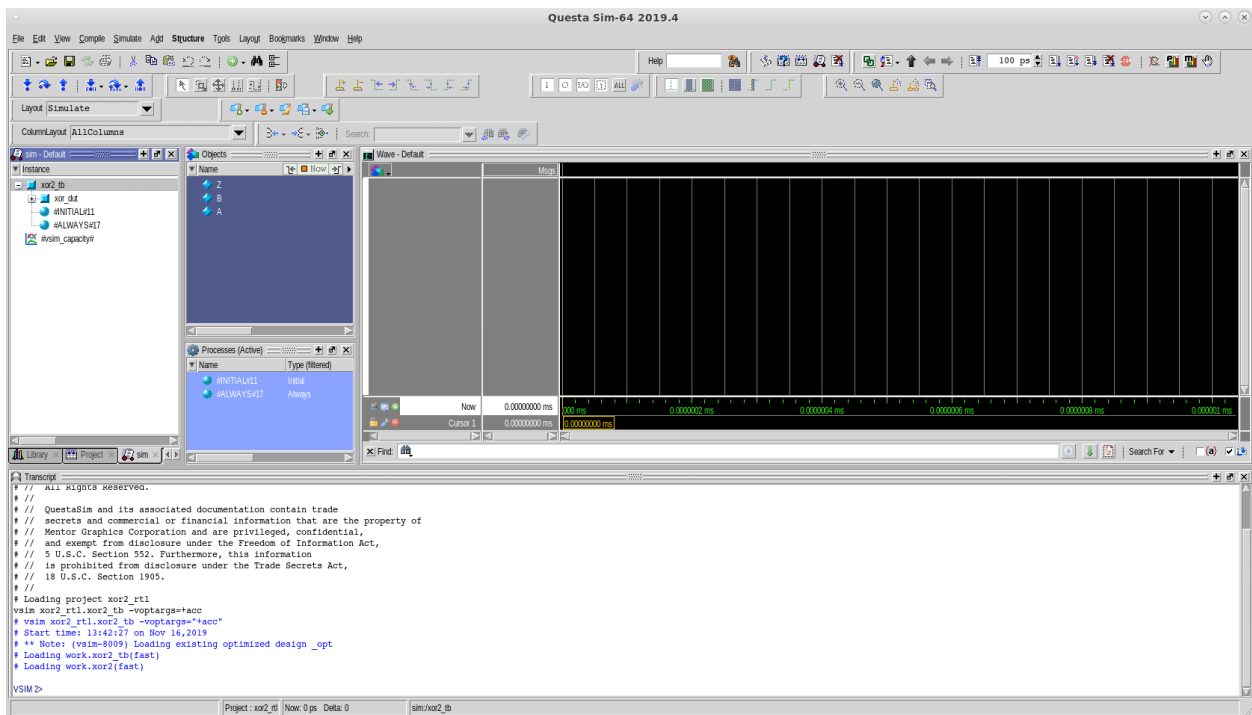 Questa Sim-64 2019.4
File Edit View Compile Simulate Add Structure Tools Layout Bookmarks Window Help
Help
100 ps
Layout Simulate
ColumnLayout AllColumns
Search:
sim - Default
Instance
xor2_tb
xor_dut
#INITIAL#11
#ALWAYS#17
#vsim_capacity#
Library
Project
sim
Objects
Name
Now
Z
B
A
Processes (Active)
Name Type (filtered)
#INITIAL#11 Initial
#ALWAYS#17 Always
Wave - Default
Msgs
Now 0.00000000 ms
Cursor 1 0.00000000 ms
000 ms 0.0000002 ms 0.0000004 ms 0.0000006 ms 0.0000008 ms 0.000001 ms
0.00000000 ms
Find:
Search For
(a)
Transcript
# // All Rights Reserved.
# //
# // QuestaSim and its associated documentation contain trade
# // secrets and commercial or financial information that are the property of
# // Mentor Graphics Corporation and are privileged, confidential,
# // and exempt from disclosure under the Freedom of Information Act,
# // 5 U.S.C. Section 552. Furthermore, this information
# // is prohibited from disclosure under the Trade Secrets Act,
# // 18 U.S.C. Section 1905.
# //
# Loading project xor2_rtl
vsim xor2_rtl.xor2_tb -voptargs=+acc
# vsim xor2_rtl.xor2_tb -voptargs="+acc"
# Start time: 13:42:27 on Nov 16,2019
# ** Note: (vsim-8009) Loading existing optimized design _opt
# Loading work.xor2_tb(fast)
# Loading work.xor2(fast)
VSIM 2>
Project : xor2_rtl Now: 0 ps Delta: 0 sim:/xor2_tb